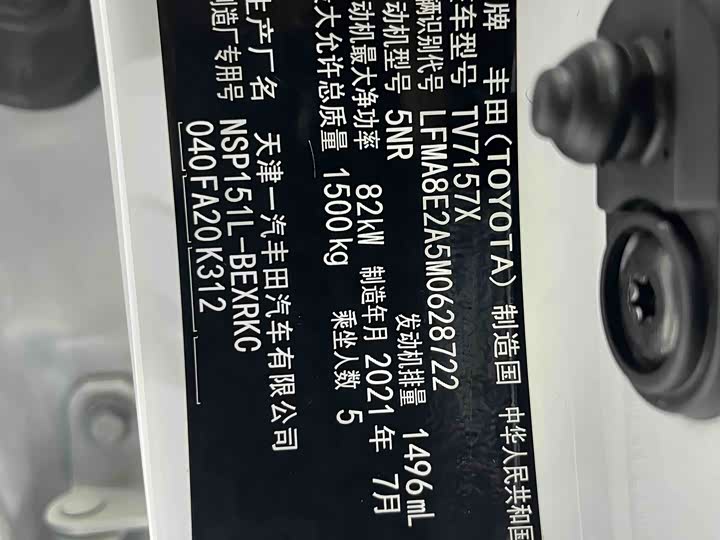 牌 丰田(TOYOTA) 制造国 中华人民共和国
车型号 TV7157X
辆识别代号 LFMA8E2A5M0628722
动机型号 5NR 发动机排量 1496mL
动机最大净功率 82kW 制造年月 2021年 7月
大允许总质量 1500kg 乘坐人数 5
生产厂名 天津一汽丰田汽车有限公司
制造厂专用号 NSP151L-BEXRKC
040FA20K312